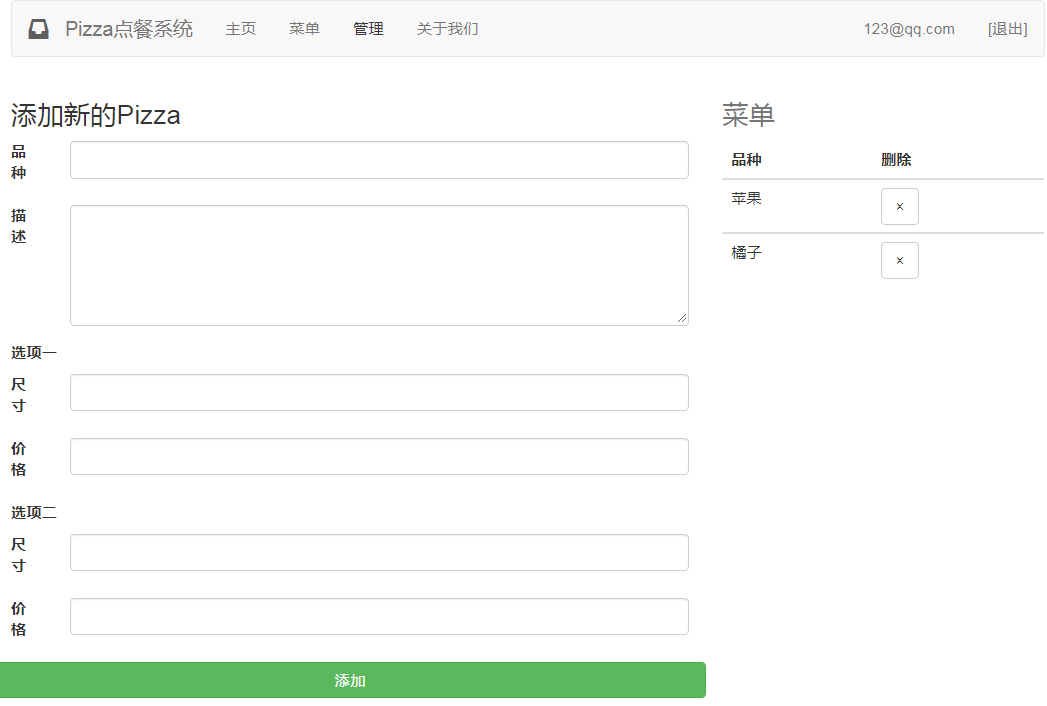 Pizza点餐系统 主页 菜单 管理 关于我们 123@qq.com [退出]
添加新的Pizza
品
种
描
述
选项一
尺
寸
价
格
选项二
尺
寸
价
格
添加
菜单
品种 删除
苹果 ×
橘子 ×